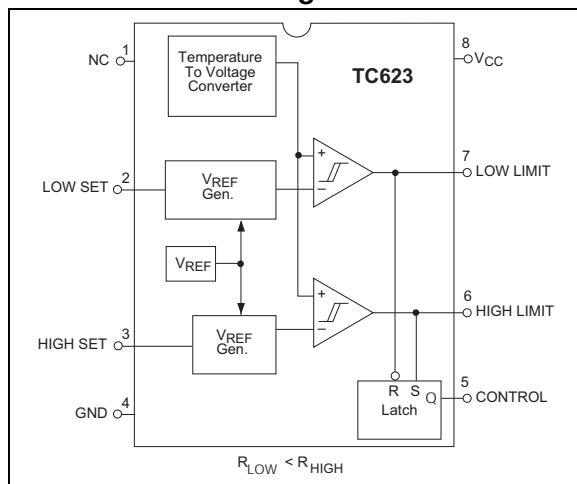 NC 1
Temperature
To Voltage
Converter
TC623
8
VCC
LOW SET 2
VREF
Gen.
+
−
7
LOW LIMIT
VREF
HIGH SET 3
VREF
Gen.
+
−
6
HIGH LIMIT
R S Q
Latch
5
CONTROL
GND 4
RLOW < RHIGH